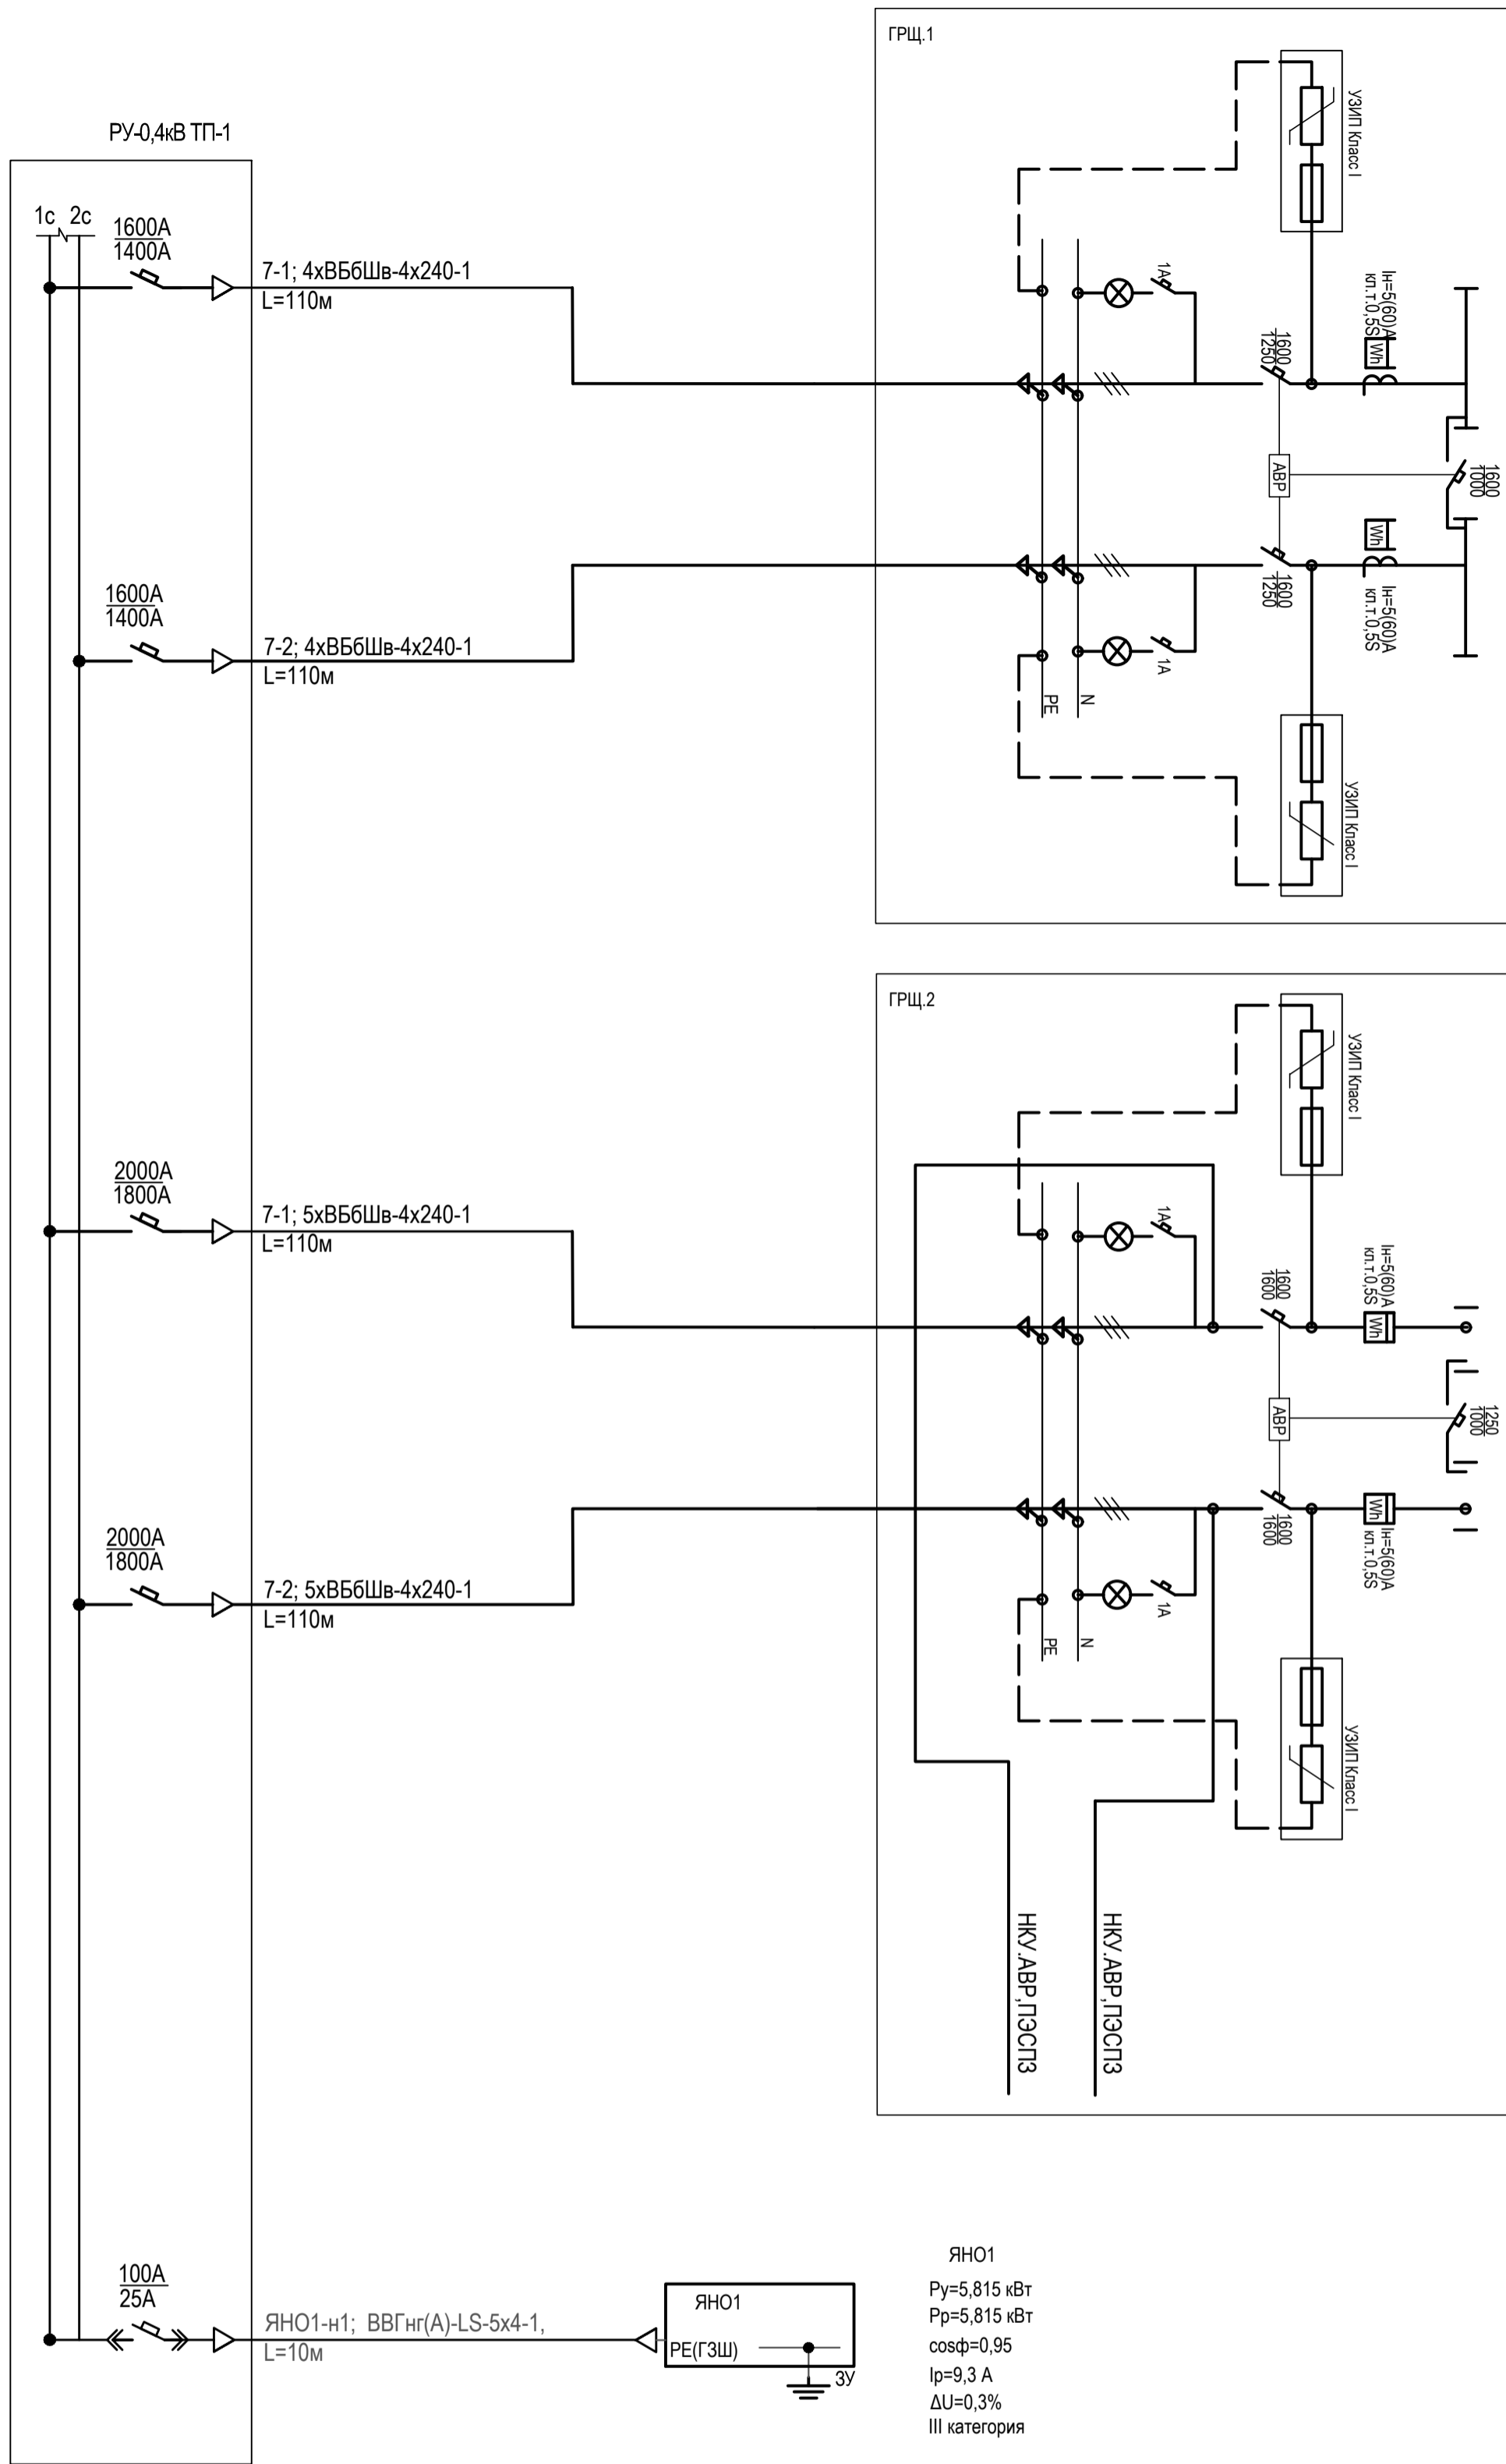 РУ-0,4кВ ТП-1
1с 2с
1600А
1400А
7-1; 4хВБбШв-4х240-1
L=110м
1600А
1400А
7-2; 4хВБбШв-4х240-1
L=110м
2000А
1800А
7-1; 5хВБбШв-4х240-1
L=110м
2000А
1800А
7-2; 5хВБбШв-4х240-1
L=110м
100А
25А
ЯНО1-н1; ВВГнг(А)-LS-5х4-1,
L=10м
ЯНО1
РЕ(ГЗШ)
ЗУ
ГРЩ.1
УЗИП Класс I
1А
1600
1250
Iн=5(60)А
кл.т.0,5S
Wh
АВР
1600
1000
Wh
1600
1250
Iн=5(60)А
кл.т.0,5S
1А
PE
N
УЗИП Класс I
ГРЩ.2
УЗИП Класс I
1А
1600
1600
Iн=5(60)А
кл.т.0,5S
Wh
АВР
1250
1000
Wh
1600
1600
Iн=5(60)А
кл.т.0,5S
1А
PE
N
УЗИП Класс I
НКУ.АВР,ПЭСПЗ
НКУ.АВР,ПЭСПЗ
ЯНО1
Ру=5,815 кВт
Рр=5,815 кВт
cosф=0,95
Iр=9,3 А
ΔU=0,3%
III категория